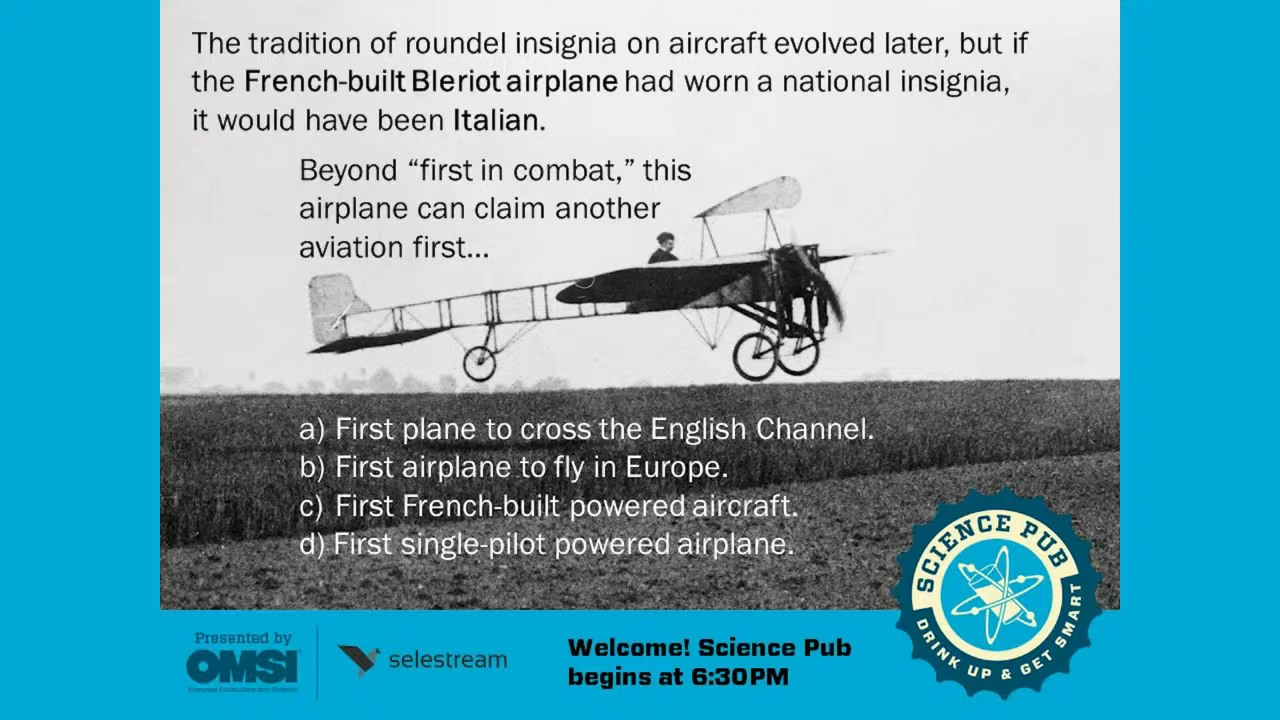 The tradition of roundel insignia on aircraft evolved later, but if
the French-built Bleriot airplane had worn a national insignia,
it would have been Italian.
Beyond “first in combat,” this
airplane can claim another
aviation first...
a) First plane to cross the English Channel.
b) First airplane to fly in Europe.
c) First French-built powered aircraft.
d) First single-pilot powered airplane.
SCIENCE PUB
DRINK UP & GET SMART
Presented by
OMSI
selestream
Welcome! Science Pub
begins at 6:30PM